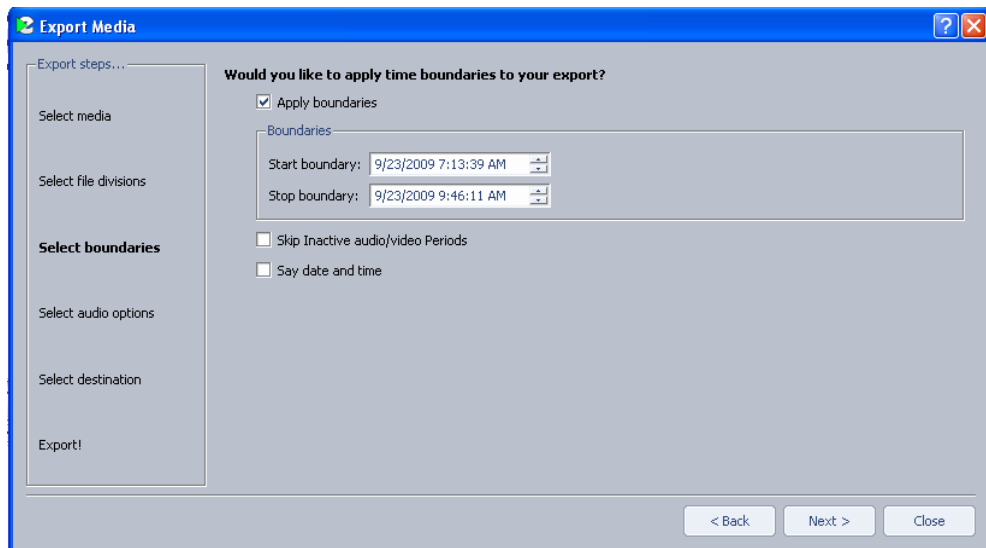 Export Media
Export steps...
Select media
Select file divisions
Select boundaries
Select audio options
Select destination
Export!
Would you like to apply time boundaries to your export?
Apply boundaries
Boundaries
Start boundary: 9/23/2009 7:13:39 AM
Stop boundary: 9/23/2009 9:46:11 AM
Skip Inactive audio/video Periods
Say date and time
< Back Next > Close